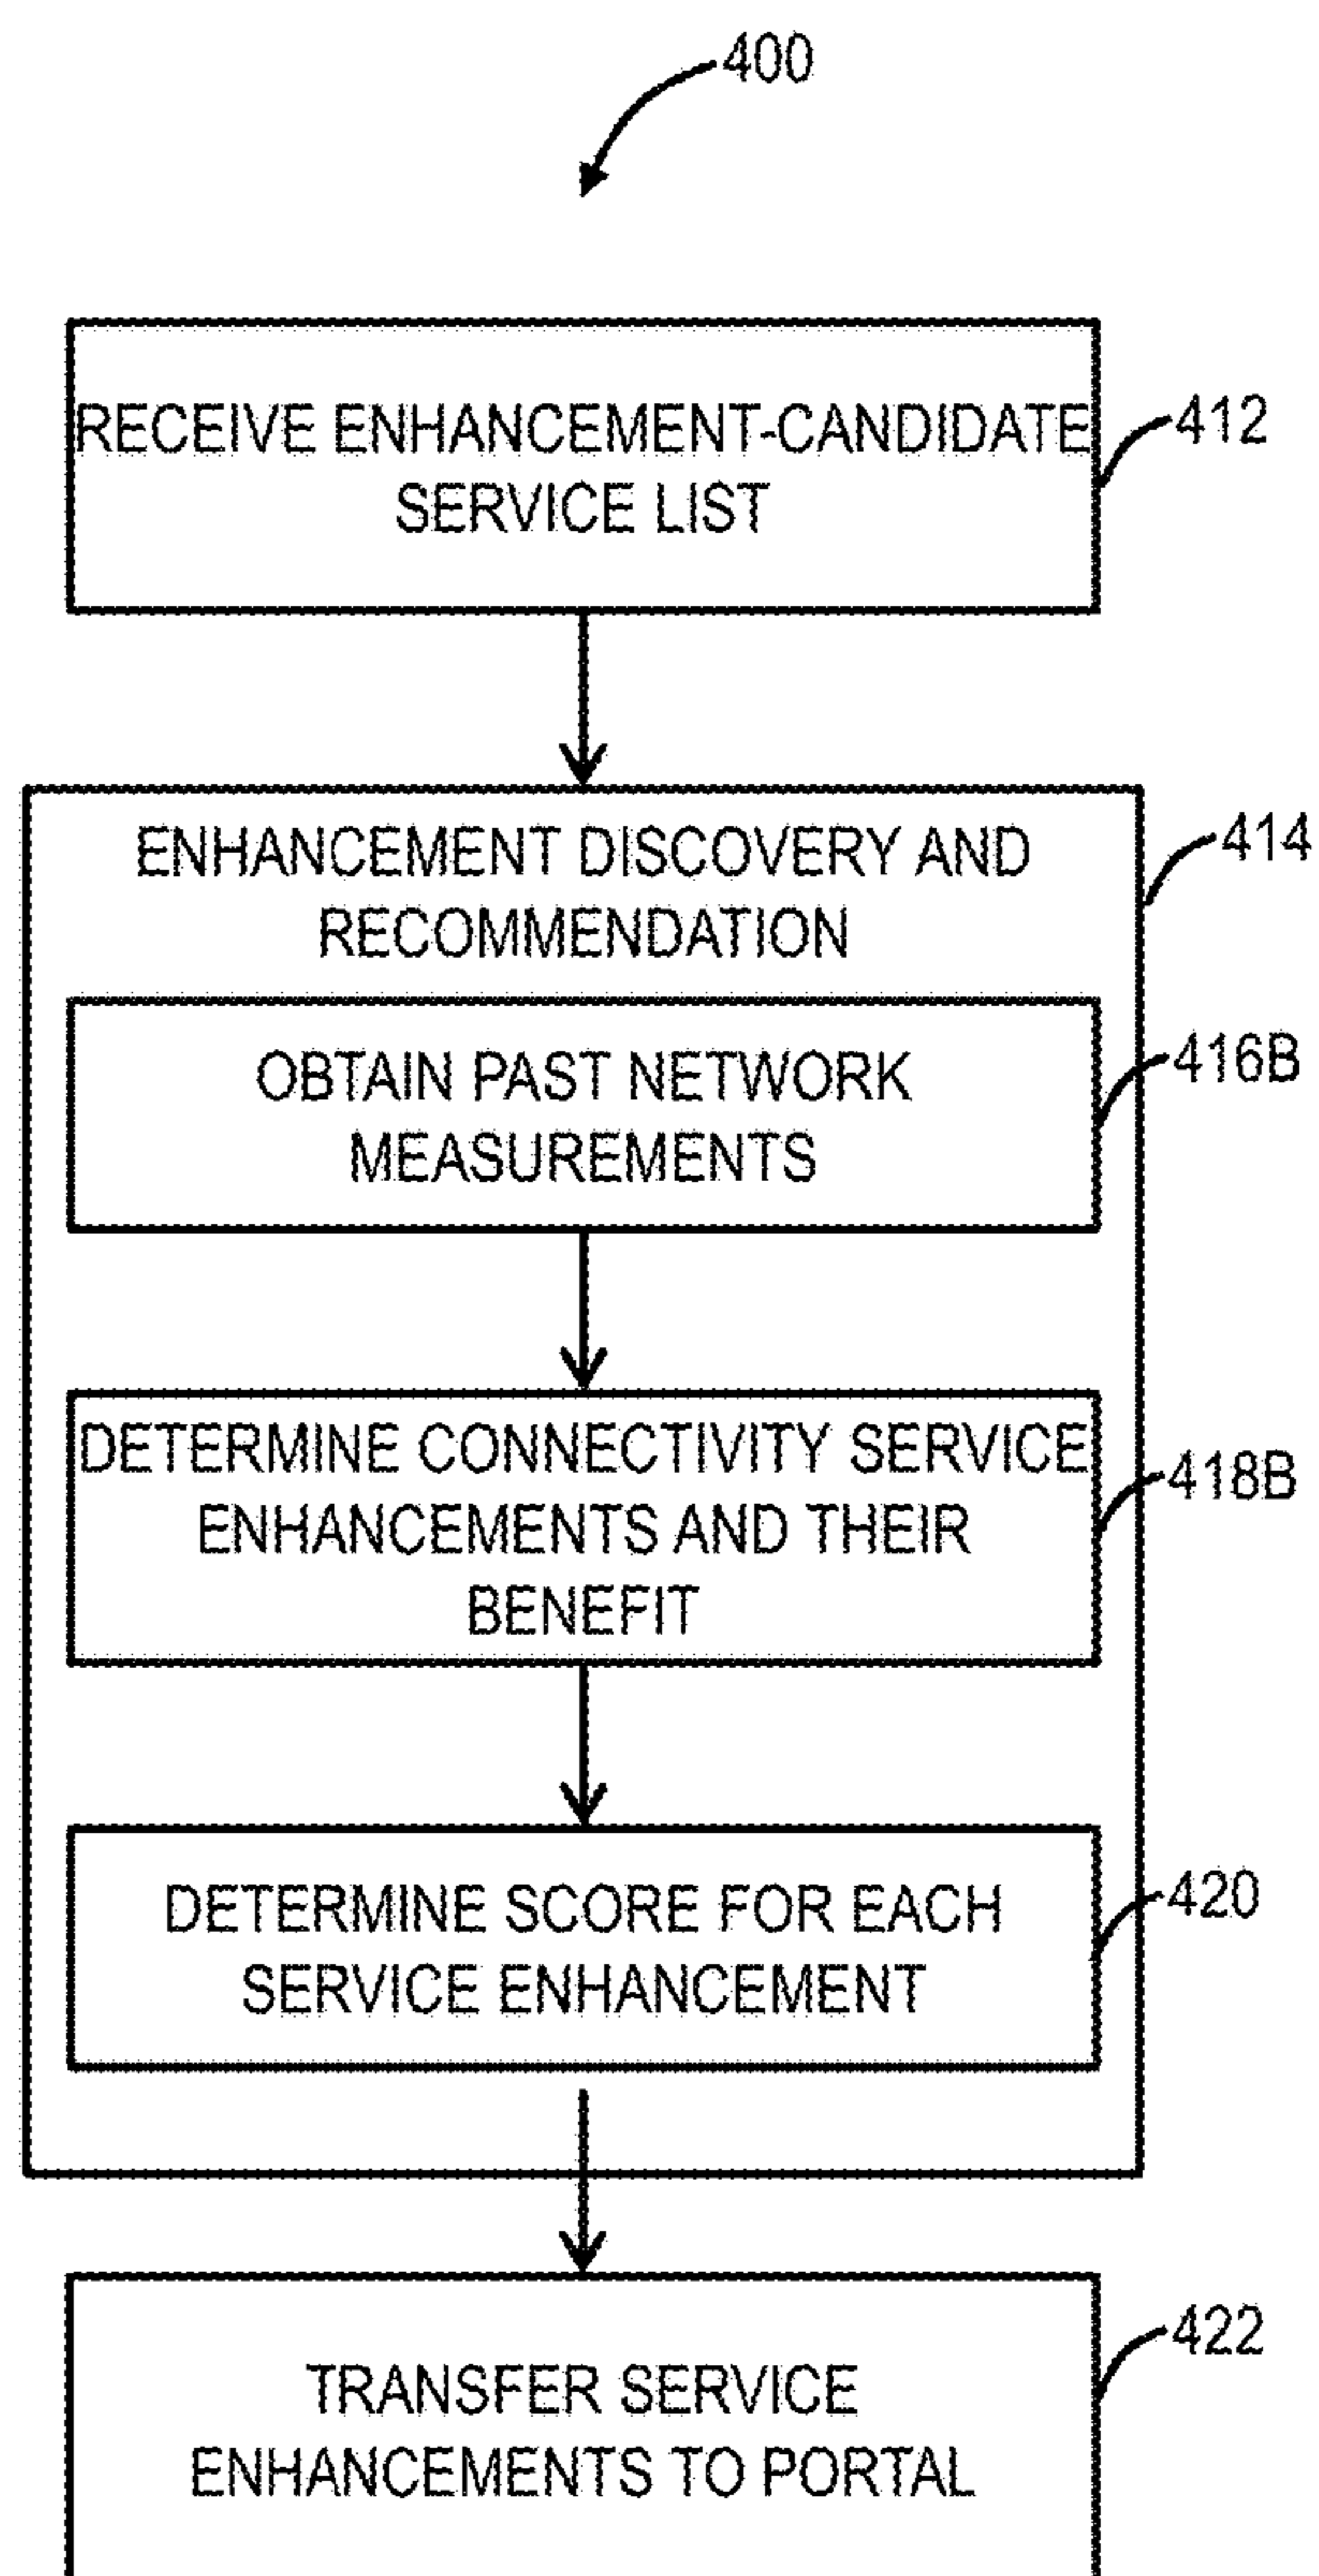 400
RECEIVE ENHANCEMENT-CANDIDATE
SERVICE LIST
412
ENHANCEMENT DISCOVERY AND
RECOMMENDATION
414
OBTAIN PAST NETWORK
MEASUREMENTS
416B
DETERMINE CONNECTIVITY SERVICE
ENHANCEMENTS AND THEIR
BENEFIT
418B
DETERMINE SCORE FOR EACH
SERVICE ENHANCEMENT
420
TRANSFER SERVICE
ENHANCEMENTS TO PORTAL
422